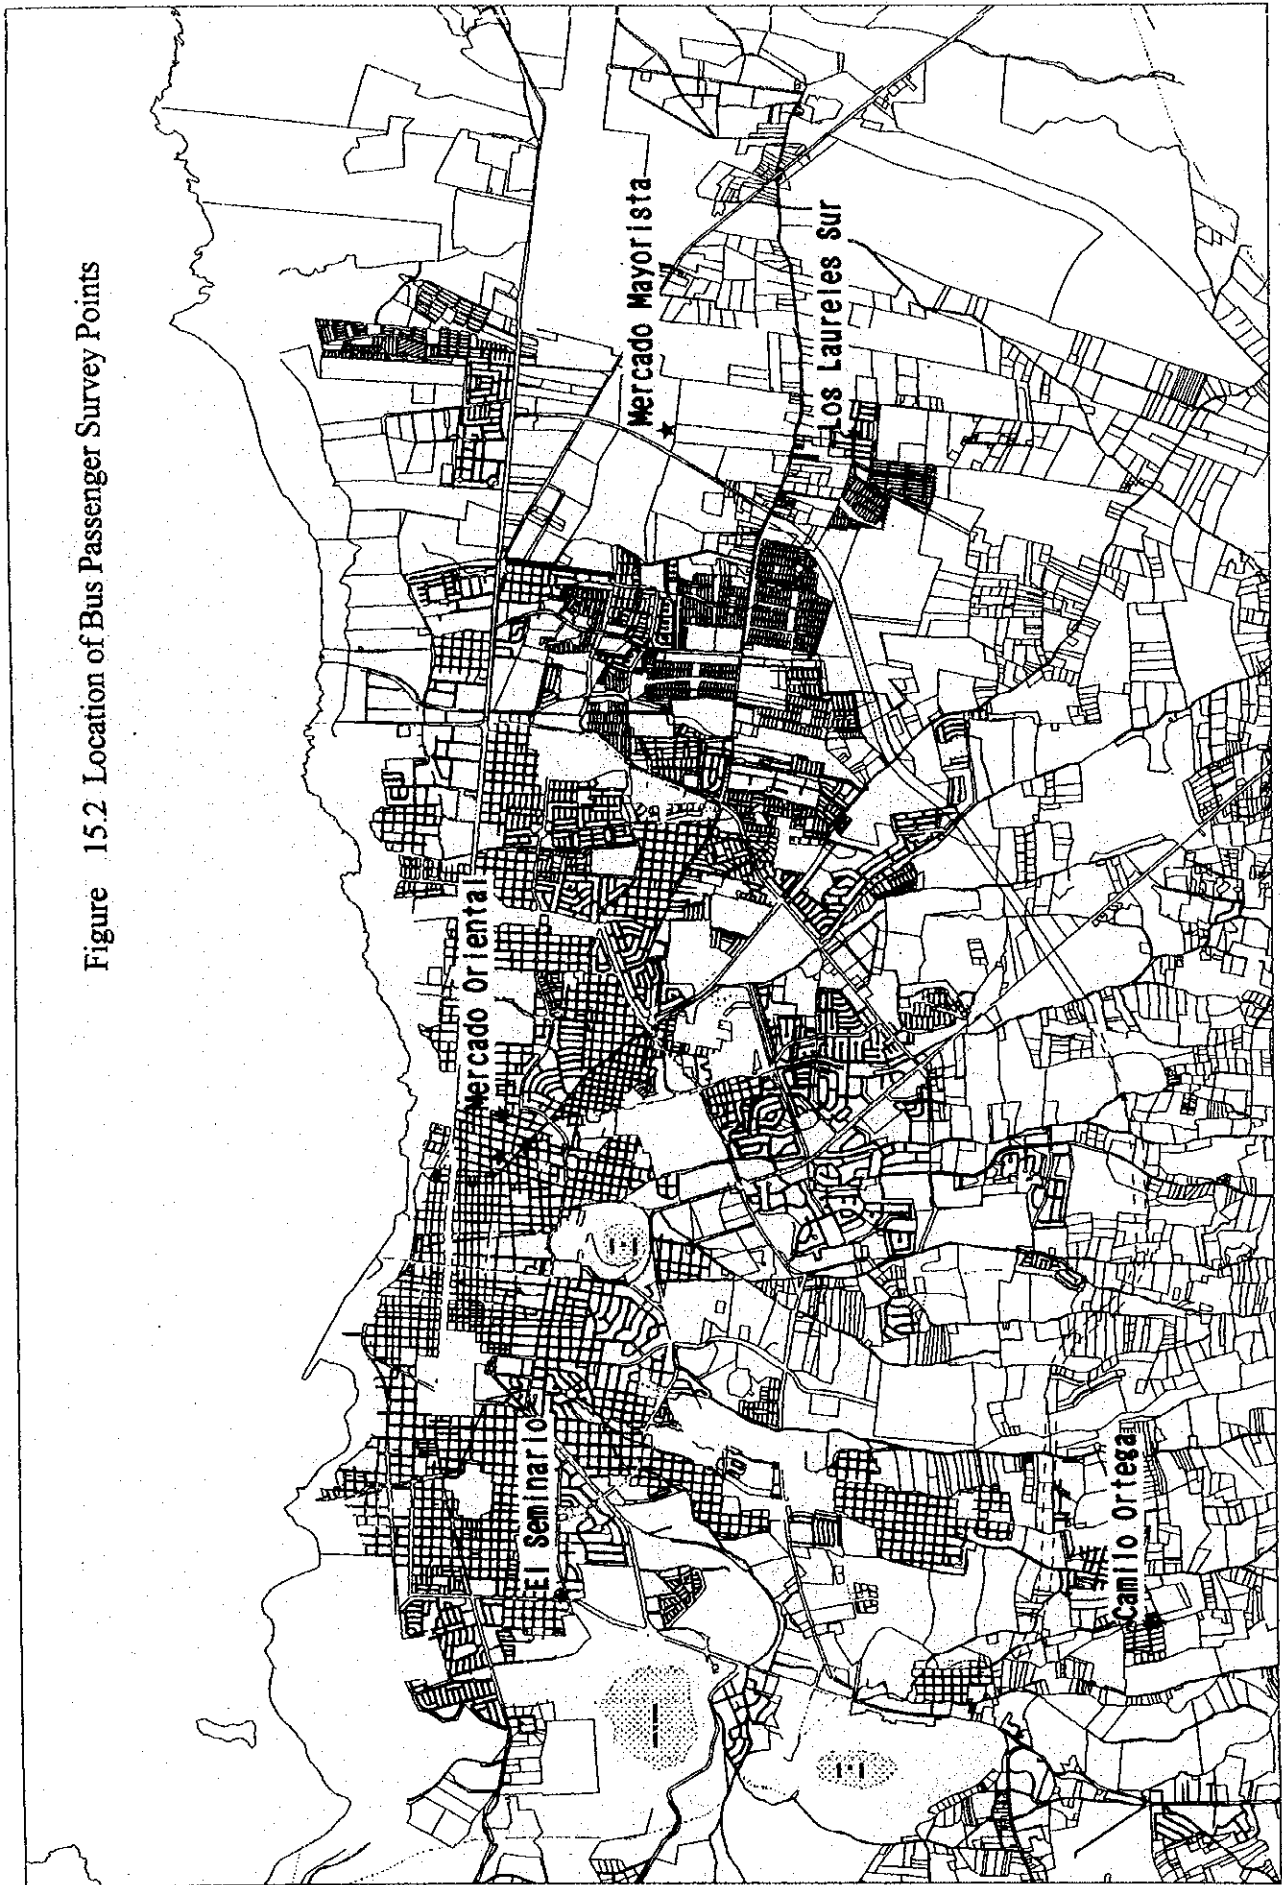 Figure 15.2 Location of Bus Passenger Survey Points
Mercado Mayorista
Los Laureles Sur
Mercado Oriental
El Seminario
Camilo Ortega